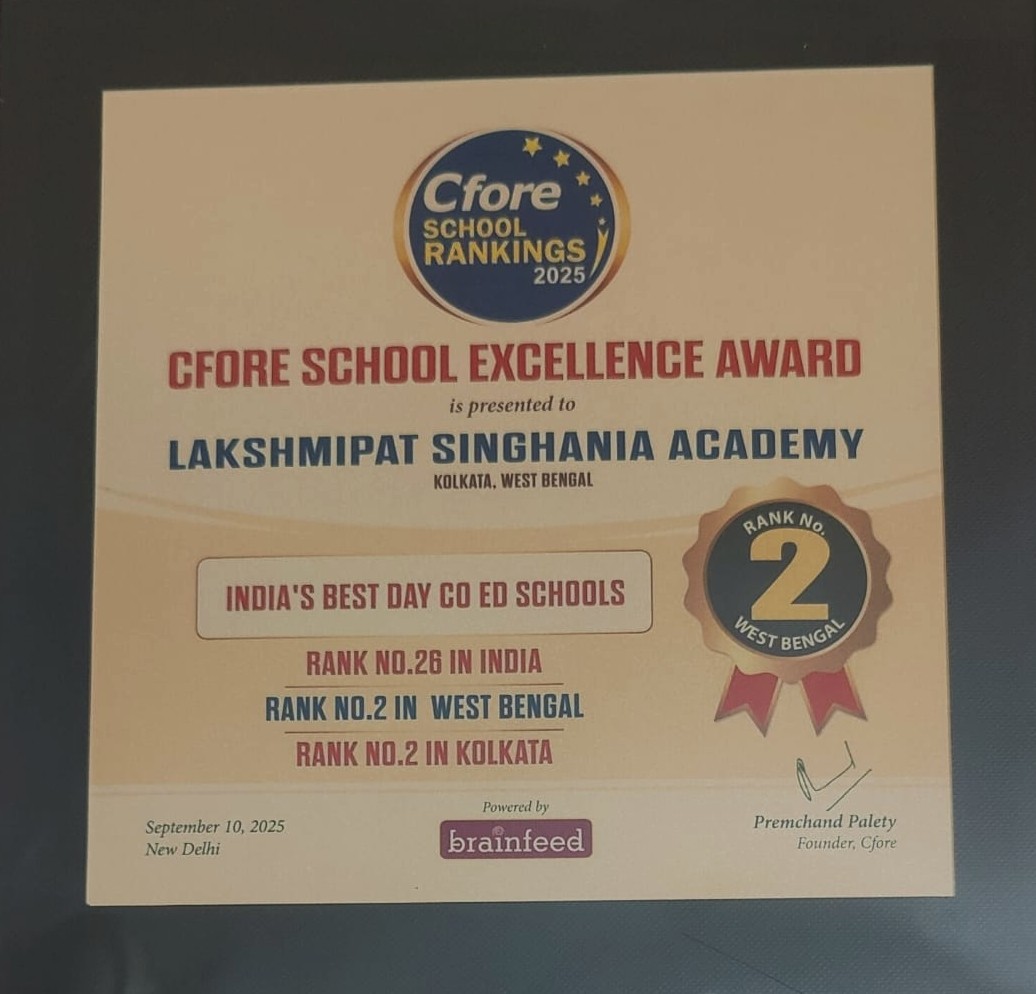 Cfore
SCHOOL
RANKINGS
2025
CFORE SCHOOL EXCELLENCE AWARD
is presented to
LAKSHMIPAT SINGHANIA ACADEMY
KOLKATA, WEST BENGAL
RANK No.
2
WEST BENGAL
INDIA'S BEST DAY CO ED SCHOOLS
RANK NO.26 IN INDIA
RANK NO.2 IN WEST BENGAL
RANK NO.2 IN KOLKATA
September 10, 2025
New Delhi
Powered by
brainfeed
Premchand Palety
Founder, Cfore